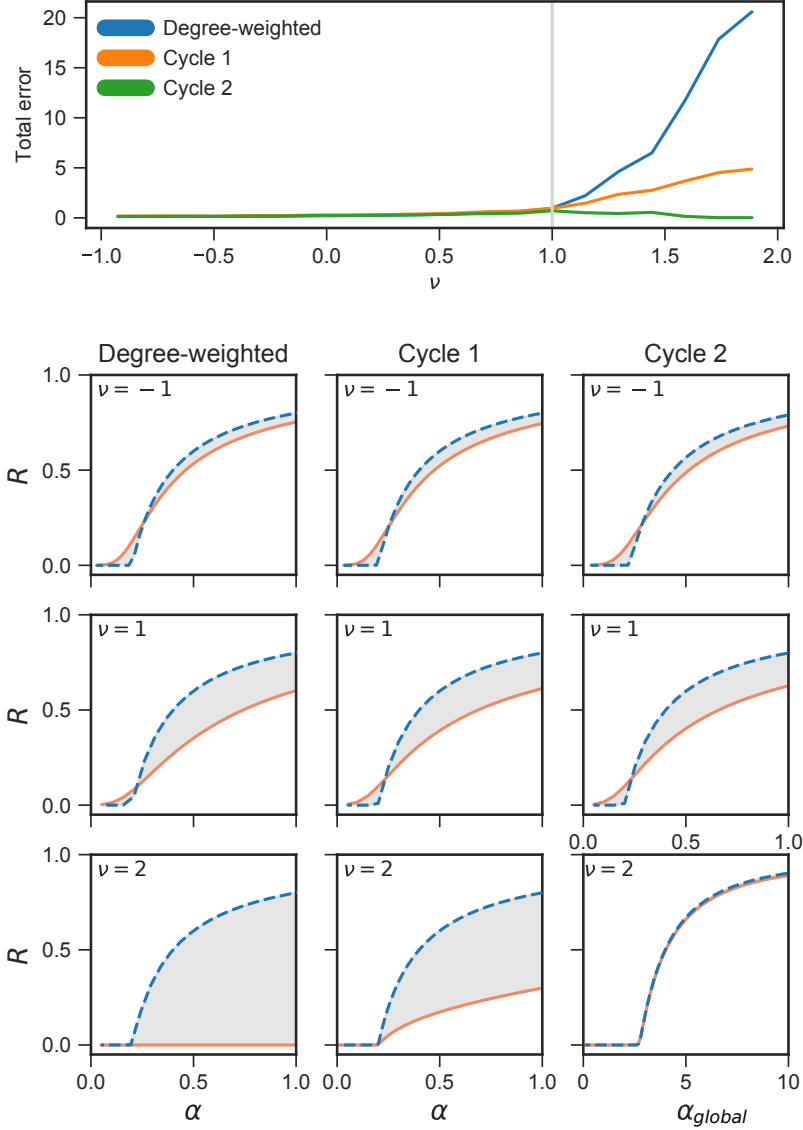 20
15
10
5
0
Total error
Degree-weighted
Cycle 1
Cycle 2
−1.0 −0.5 0.0 0.5 1.0 1.5 2.0
ν
Degree-weighted Cycle 1 Cycle 2
1.0 ν = − 1 ν = − 1 ν = − 1
R 0.5
0.0
1.0 ν = 1 ν = 1 ν = 1
R 0.5
0.0
0.0 0.5 1.0
1.0 ν = 2 ν = 2 ν = 2
R 0.5
0.0
0.0 0.5 1.0 0.0 0.5 1.0 0 5 10
α α α_global